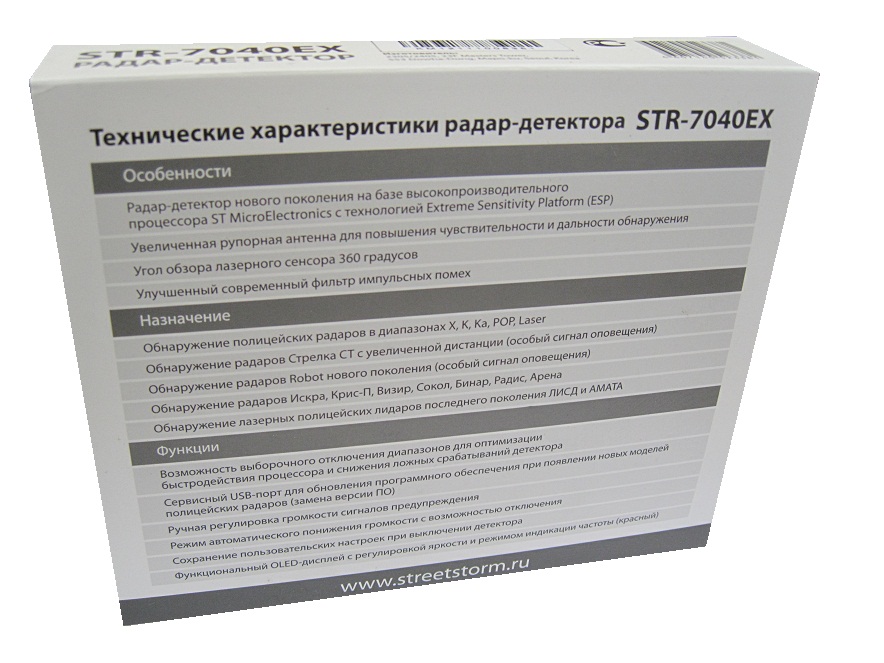 STR-7040EX
РАДАР-ДЕТЕКТОР
Технические характеристики радар-детектора STR-7040EX
Особенности
Радар-детектор нового поколения на базе высокопроизводительного
процессора ST MicroElectronics с технологией Extreme Sensitivity Platform (ESP)
Увеличенная рупорная антенна для повышения чувствительности и дальности обнаружения
Угол обзора лазерного сенсора 360 градусов
Улучшенный современный фильтр импульсных помех
Назначение
Обнаружение полицейских радаров в диапазонах X, K, Ka, POP, Laser
Обнаружение радаров Стрелка СТ с увеличенной дистанции (особый сигнал оповещения)
Обнаружение радаров Robot нового поколения (особый сигнал оповещения)
Обнаружение радаров Искра, Крис-П, Визир, Сокол, Бинар, Радис, Арена
Обнаружение лазерных полицейских лидаров последнего поколения ЛИСД и АМАТА
Функции
Возможность выборочного отключения диапазонов для оптимизации
быстродействия процессора и снижения ложных срабатываний детектора
Сервисный USB-порт для обновления программного обеспечения при появлении новых моделей
полицейских радаров (замена версии ПО)
Ручная регулировка громкости сигналов предупреждения
Режим автоматического понижения громкости с возможностью отключения
Сохранение пользовательских настроек при выключении детектора
Функциональный OLED-дисплей с регулировкой яркости и режимом индикации частоты (красный)
www.streetstorm.ru